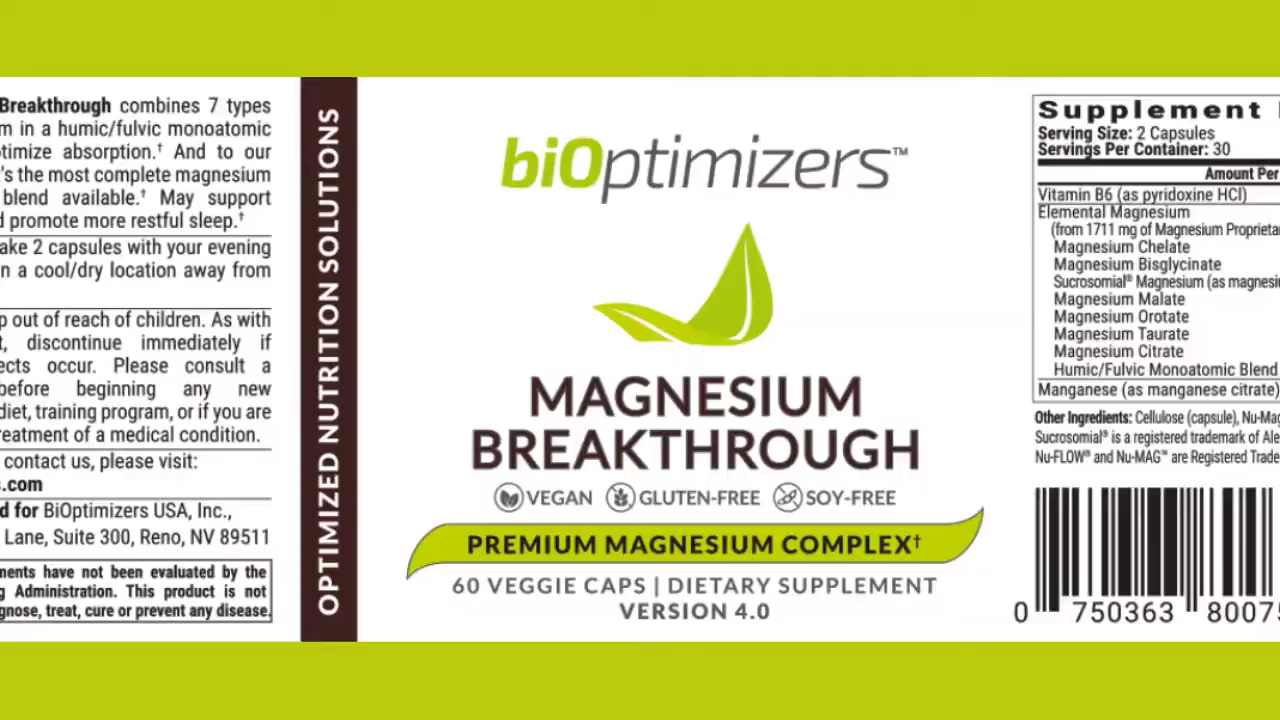 Breakthrough combines 7 types
m in a humic/fulvic monoatomic
timize absorption.† And to our
's the most complete magnesium
blend available.† May support
d promote more restful sleep.†
ake 2 capsules with your evening
n a cool/dry location away from
p out of reach of children. As with
t, discontinue immediately if
ects occur. Please consult a
before beginning any new
diet, training program, or if you are
reatment of a medical condition.
contact us, please visit:
s.com
d for BiOptimizers USA, Inc.,
Lane, Suite 300, Reno, NV 89511
ments have not been evaluated by the
g Administration. This product is not
gnose, treat, cure or prevent any disease.
OPTIMIZED NUTRITION SOLUTIONS
biOptimizers™
MAGNESIUM
BREAKTHROUGH
VEGAN GLUTEN-FREE SOY-FREE
PREMIUM MAGNESIUM COMPLEX†
60 VEGGIE CAPS | DIETARY SUPPLEMENT
VERSION 4.0
Supplement
Serving Size: 2 Capsules
Servings Per Container: 30
Amount Per
Vitamin B6 (as pyridoxine HCl)
Elemental Magnesium
(from 1711 mg of Magnesium Proprieta
Magnesium Chelate
Magnesium Bisglycinate
Sucrosomial® Magnesium (as magnesiu
Magnesium Malate
Magnesium Orotate
Magnesium Taurate
Magnesium Citrate
Humic/Fulvic Monoatomic Blend
Manganese (as manganese citrate)
Other Ingredients: Cellulose (capsule), Nu-Mag
Sucrosomial® is a registered trademark of Ale
Nu-FLOW® and Nu-MAG™ are Registered Trade
0 750363 80075